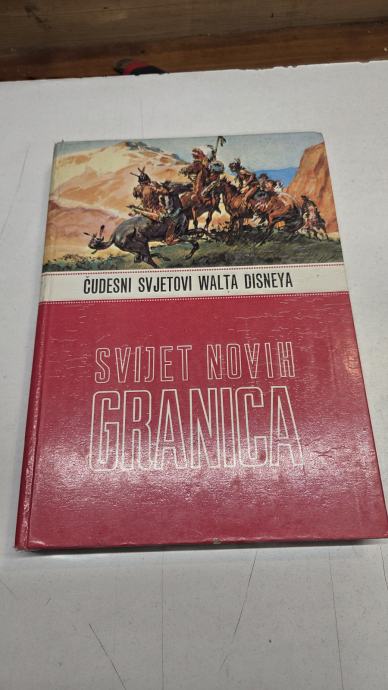 ČUDESNI SVJETOVI WALTA DISNEYA
SVIJET NOVIH
GRANICA